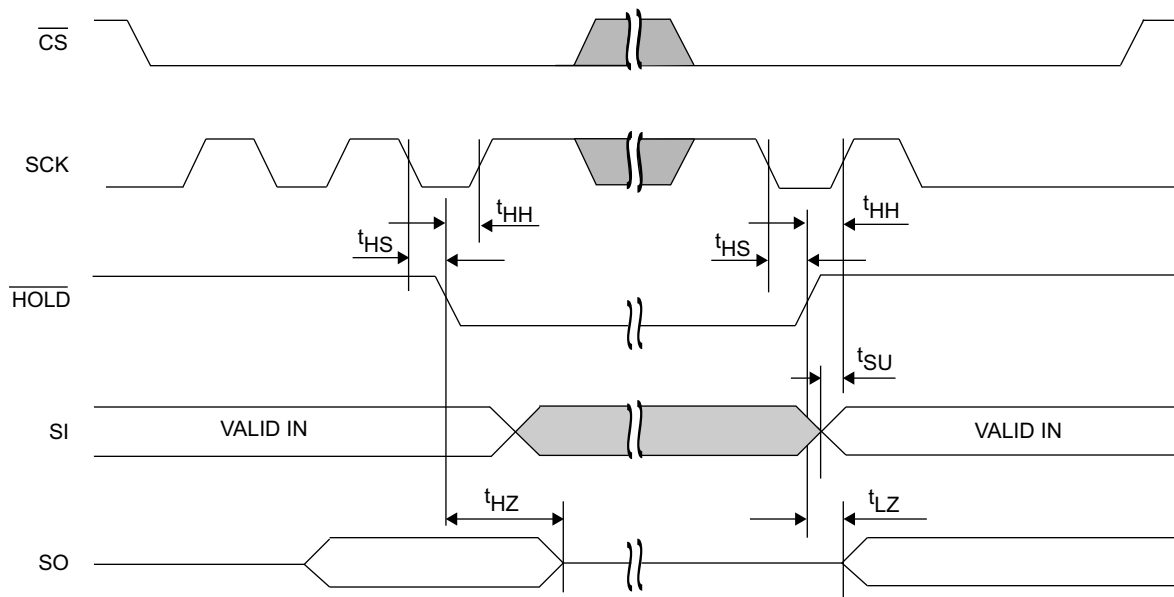 CS
SCK
tHH
tHH
tHS
tHS
HOLD
tSU
SI
VALID IN
VALID IN
tHZ
tLZ
SO